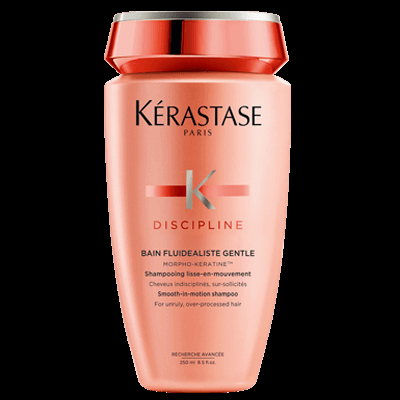 KÉRASTASE
PARIS
K
DISCIPLINE
BAIN FLUIDEALISTE GENTLE
MORPHO-KERATINE™
Shampooing lisse-en-mouvement
Cheveux indisciplinés, sur-sollicités
Smooth-in-motion shampoo
For unruly, over-processed hair
RECHERCHE AVANCÉE
250 ml 8.5 fl.oz.